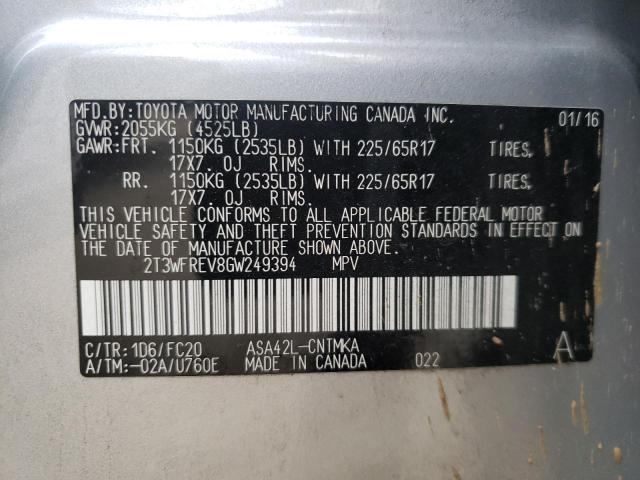 MFD.BY:TOYOTA MOTOR MANUFACTURING CANADA INC. 01/16
GVWR:2055KG (4525LB)
GAWR:FRT. 1150KG (2535LB) WITH 225/65R17 TIRES,
17X7. 0J RIMS.
RR. 1150KG (2535LB) WITH 225/65R17 TIRES,
17X7. 0J RIMS.
THIS VEHICLE CONFORMS TO ALL APPLICABLE FEDERAL MOTOR
VEHICLE SAFETY AND THEFT PREVENTION STANDARDS IN EFFECT ON
THE DATE OF MANUFACTURE SHOWN ABOVE.
2T3WFREV8GW249394 MPV
C/TR:1D6/FC20 ASA42L-CNTMKA A
A/TM:-02A/U760E MADE IN CANADA 022